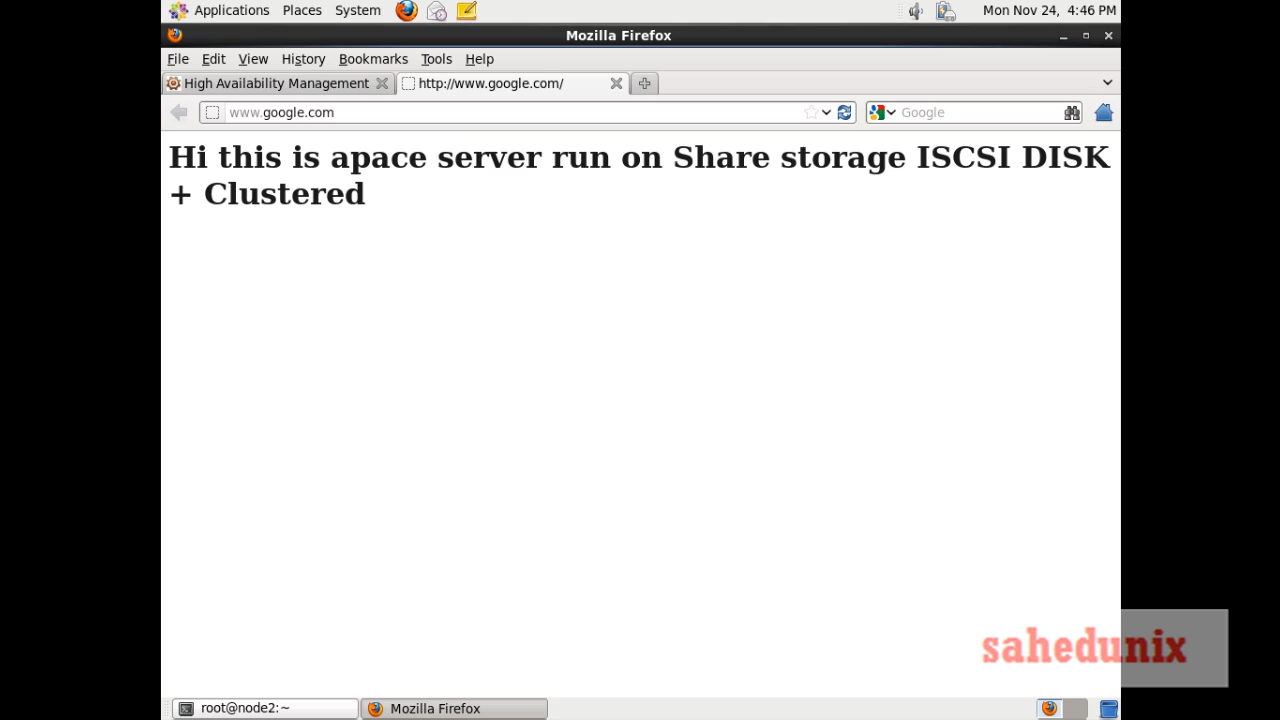 Applications Places System Mon Nov 24, 4:46 PM
Mozilla Firefox
File Edit View History Bookmarks Tools Help
High Availability Management http://www.google.com/
www.google.com Google
Hi this is apace server run on Share storage ISCSI DISK
+ Clustered
sahedunix
root@node2:~ Mozilla Firefox